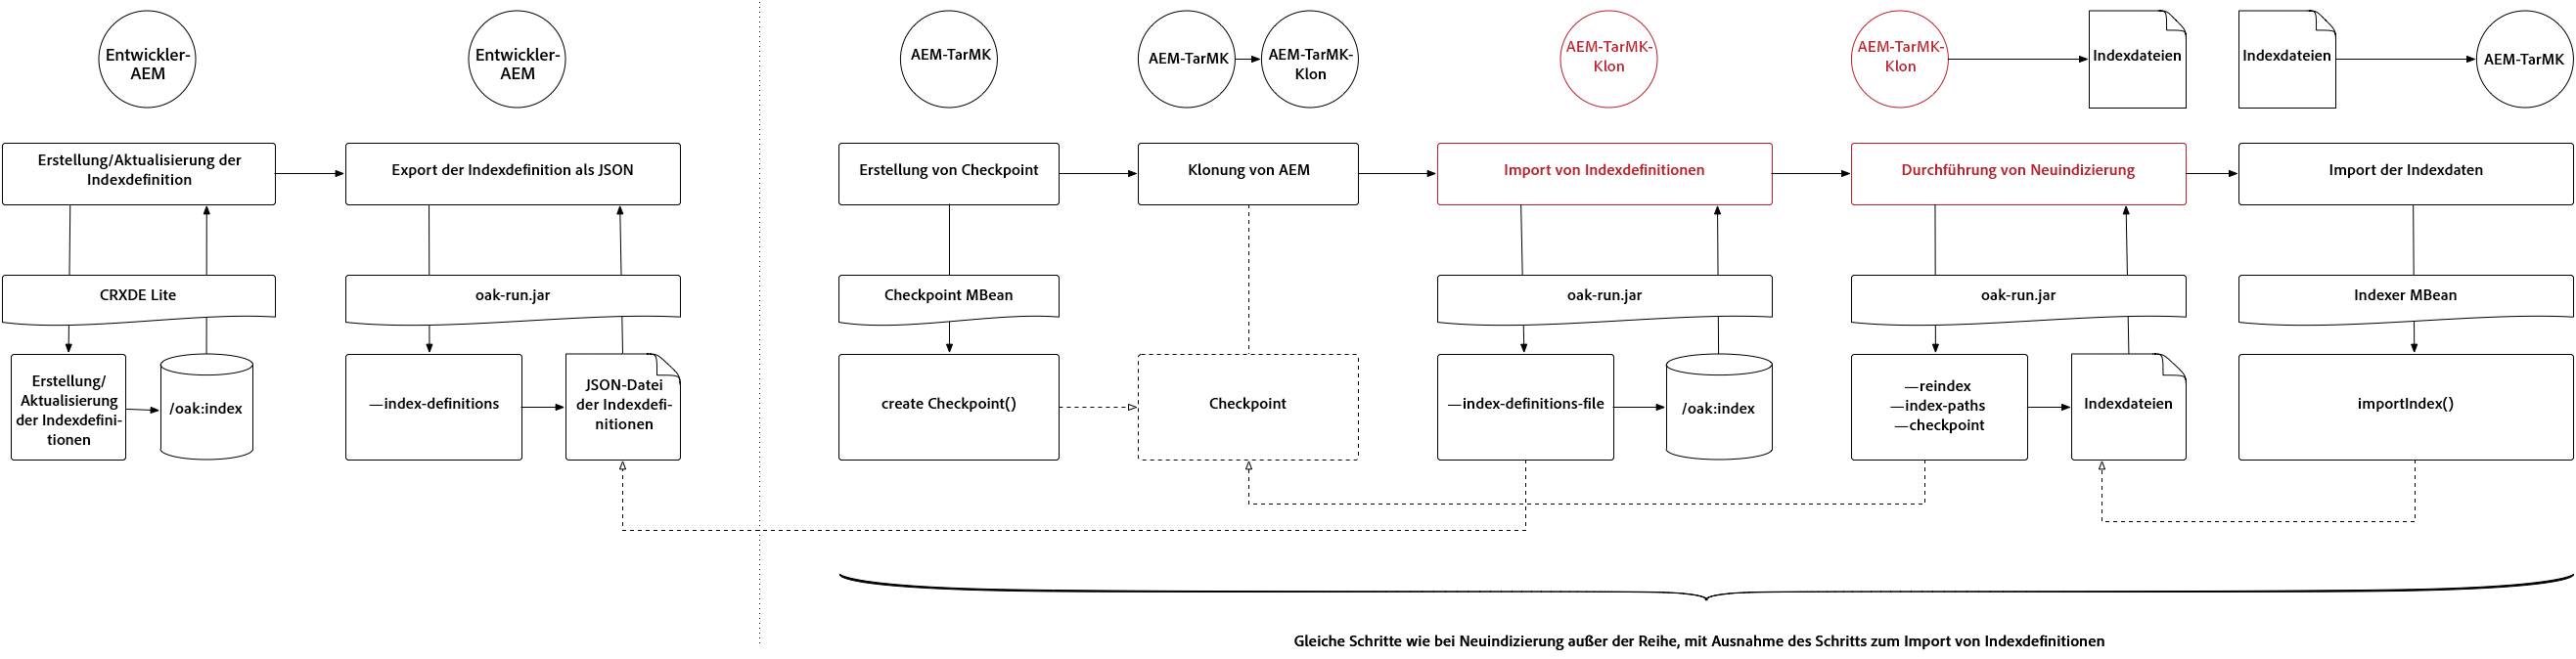 Entwickler-
AEM
Entwickler-
AEM
AEM-TarMK
AEM-TarMK
AEM-TarMK-
Klon
AEM-TarMK-
Klon
AEM-TarMK-
Klon
Indexdateien
Indexdateien
AEM-TarMK
Erstellung/Aktualisierung der
Indexdefinition
Export der Indexdefinition als JSON
Erstellung von Checkpoint
Klonung von AEM
Import von Indexdefinitionen
Durchführung von Neuindizierung
Import der Indexdaten
CRXDE Lite
oak-run.jar
Checkpoint MBean
oak-run.jar
oak-run.jar
Indexer MBean
Erstellung/
Aktualisierung
der Indexdefini-
tionen
/oak:index
—index-definitions
JSON-Datei
der Indexdefi-
nitionen
create Checkpoint()
Checkpoint
—index-definitions-file
/oak:index
—reindex
—index-paths
—checkpoint
Indexdateien
importIndex()
Gleiche Schritte wie bei Neuindizierung außer der Reihe, mit Ausnahme des Schritts zum Import von Indexdefinitionen